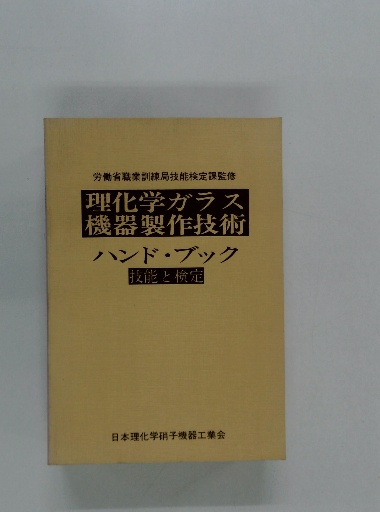 労働省職業訓練局技能検定課監修
理化学ガラス
機器製作技術
ハンド・ブック
技能と検定
日本理化学硝子機器工業会